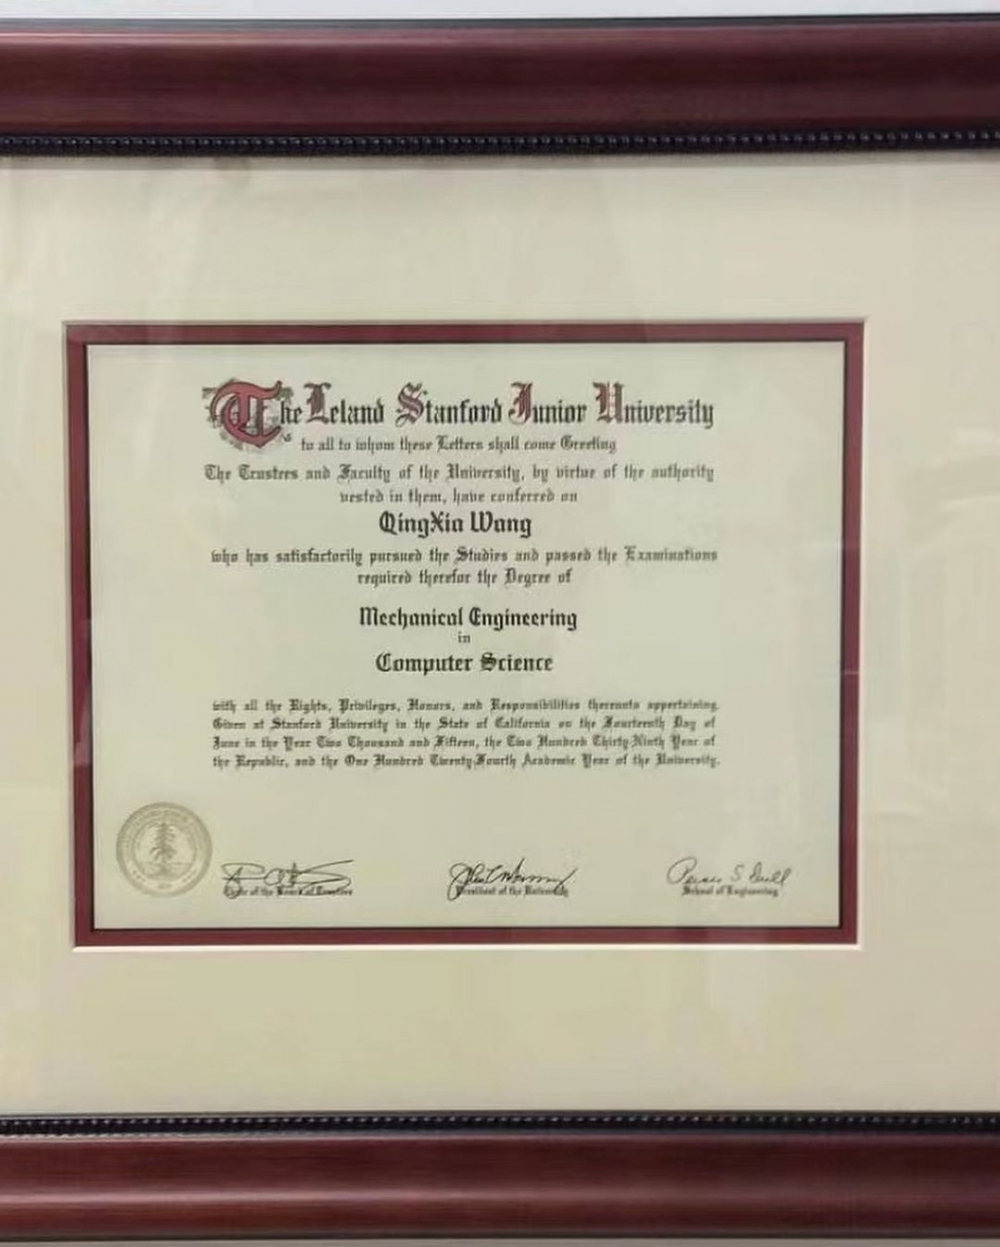 The Leland Stanford Junior University
to all to whom these Letters shall come Greeting
The Trustees and Faculty of the University, by virtue of the authority
vested in them, have conferred on
QingXia Wang
who has satisfactorily pursued the Studies and passed the Examinations
required therefor the Degree of
Mechanical Engineering
in
Computer Science
with all the Rights, Privileges, Honors, and Responsibilities thereunto appertaining.
Given at Stanford University in the State of California on the Fourteenth Day of
June in the Year Two Thousand and Fifteen, the Two Hundred Thirty-Ninth Year of
the Republic, and the One Hundred Twenty-Fourth Academic Year of the University.
of the Board of Trustees
President of the University
School of Engineering